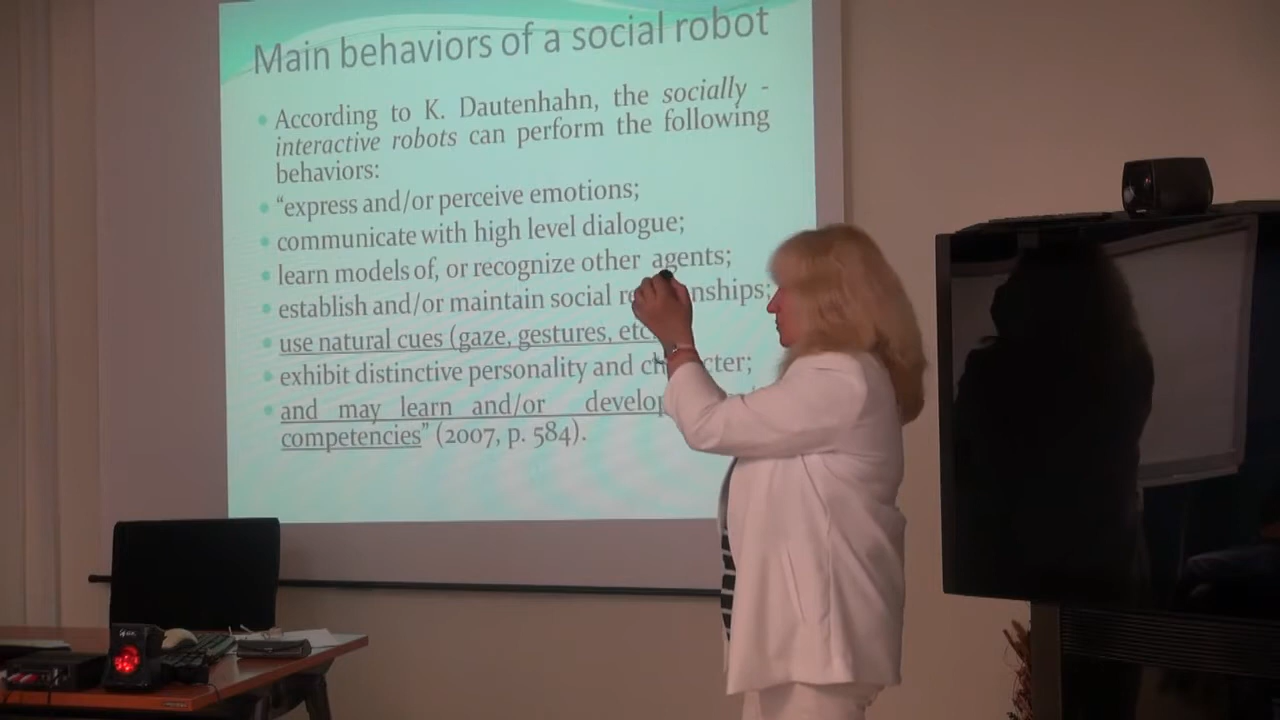 Main behaviors of a social robot
According to K. Dautenhahn, the socially -
interactive robots can perform the following
behaviors:
“express and/or perceive emotions;
communicate with high level dialogue;
learn models of, or recognize other agents;
establish and/or maintain social
use natural cues (gaze, gestures,
exhibit distinctive personality and
and may learn and/or
competencies” (2007, p. 584).